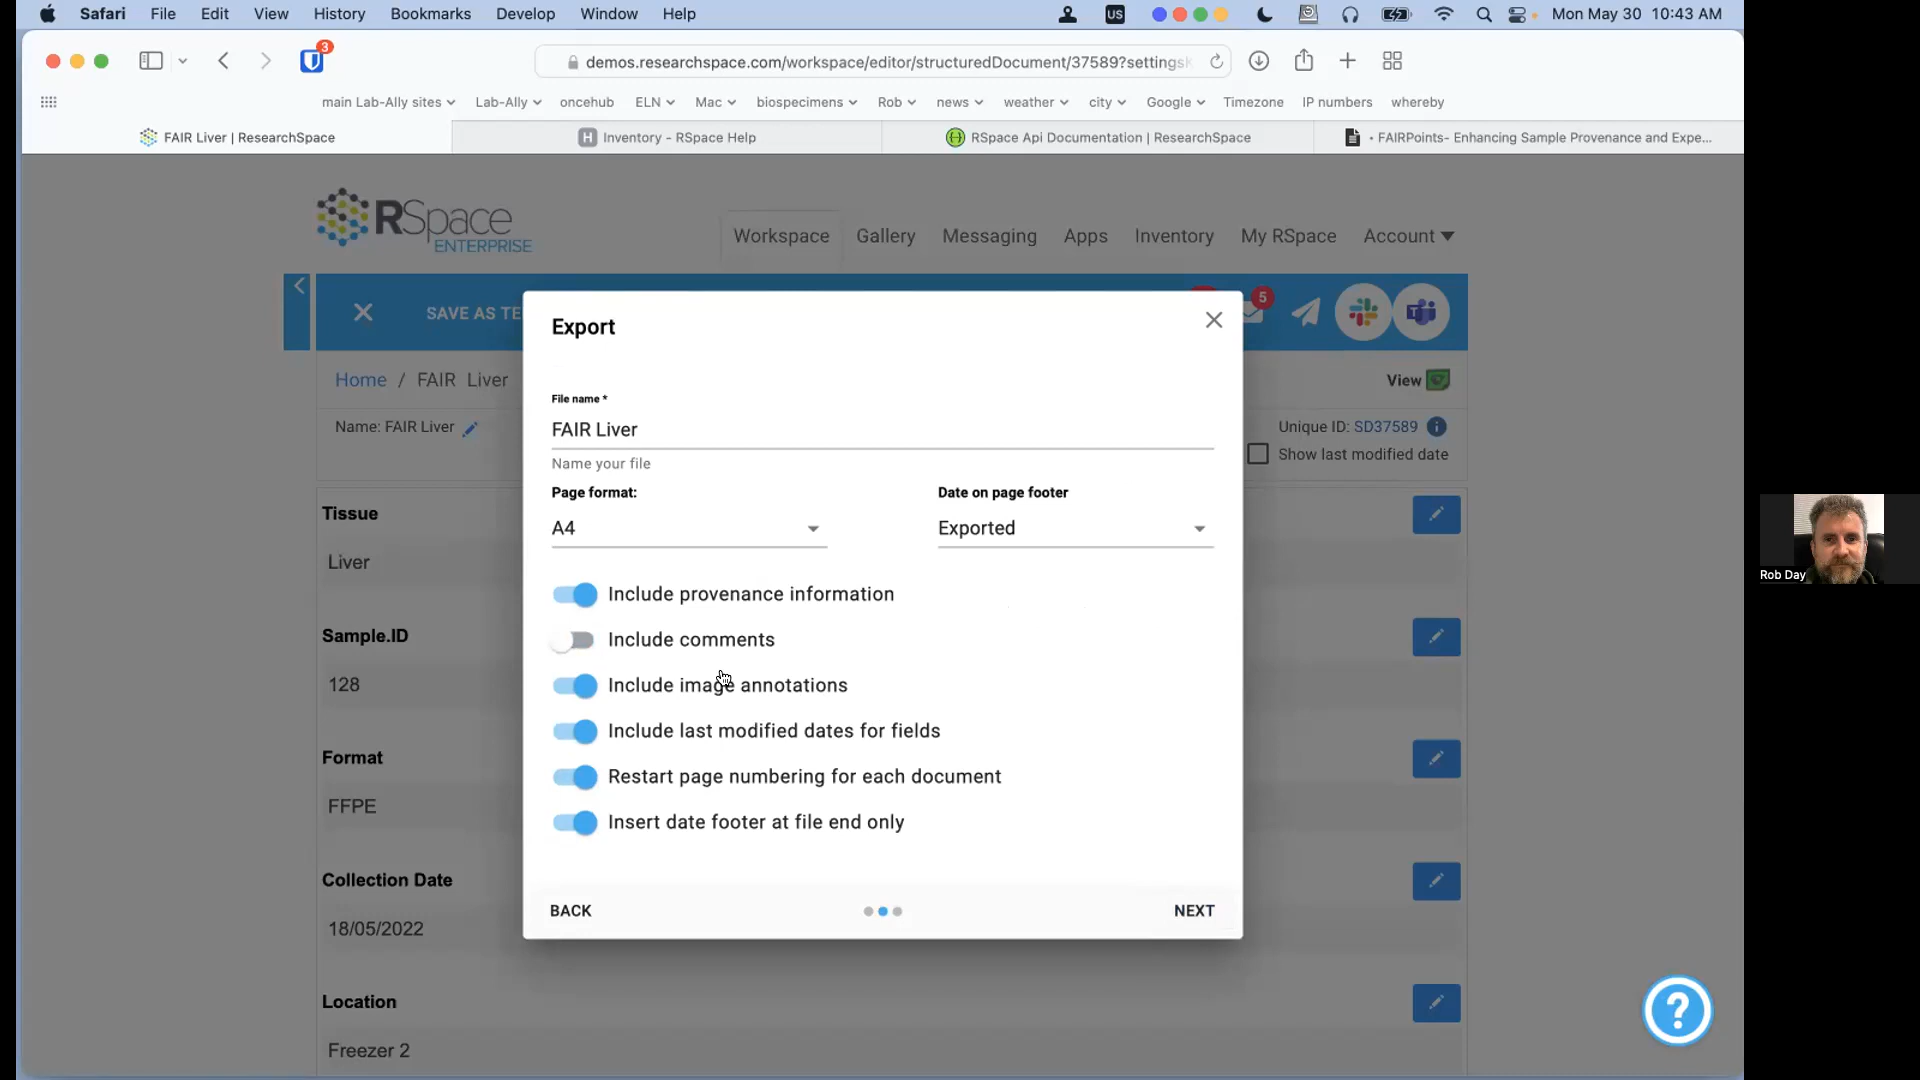 Safari File Edit View History Bookmarks Develop Window Help US Mon May 30 10:43 AM
3
demos.researchspace.com/workspace/editor/structuredDocument/37589?settings
main Lab-Ally sites Lab-Ally oncehub ELN Mac biospecimens Rob news weather city Google Timezone IP numbers whereby
FAIR Liver | ResearchSpace H Inventory - RSpace Help RSpace Api Documentation | ResearchSpace • FAIRPoints- Enhancing Sample Provenance and Expe...
RSpace
ENTERPRISE
Workspace Gallery Messaging Apps Inventory My RSpace Account
SAVE AS TE 5
Home / FAIR Liver View
Name: FAIR Liver Unique ID: SD37589
Show last modified date
Tissue
Liver
Sample.ID
128
Format
FFPE
Collection Date
18/05/2022
Location
Freezer 2
Export
File name *
FAIR Liver
Name your file
Page format: Date on page footer
A4 Exported
Include provenance information
Include comments
Include image annotations
Include last modified dates for fields
Restart page numbering for each document
Insert date footer at file end only
BACK NEXT
?
Rob Day